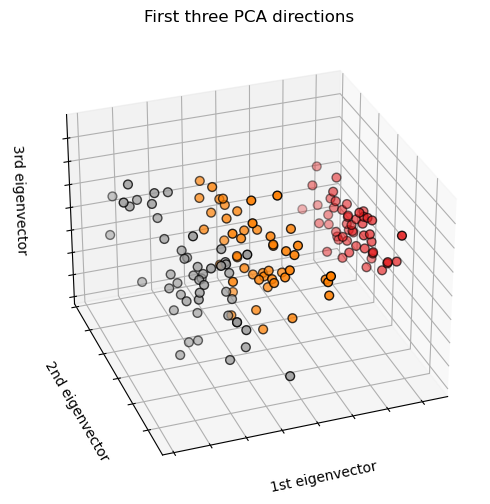 First three PCA directions
3rd eigenvector
2nd eigenvector
1st eigenvector